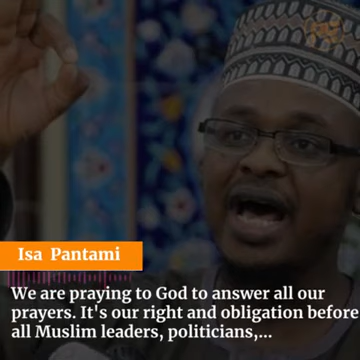 Isa Pantami
We are praying to God to answer all our
prayers. It's our right and obligation before
all Muslim leaders, politicians,...